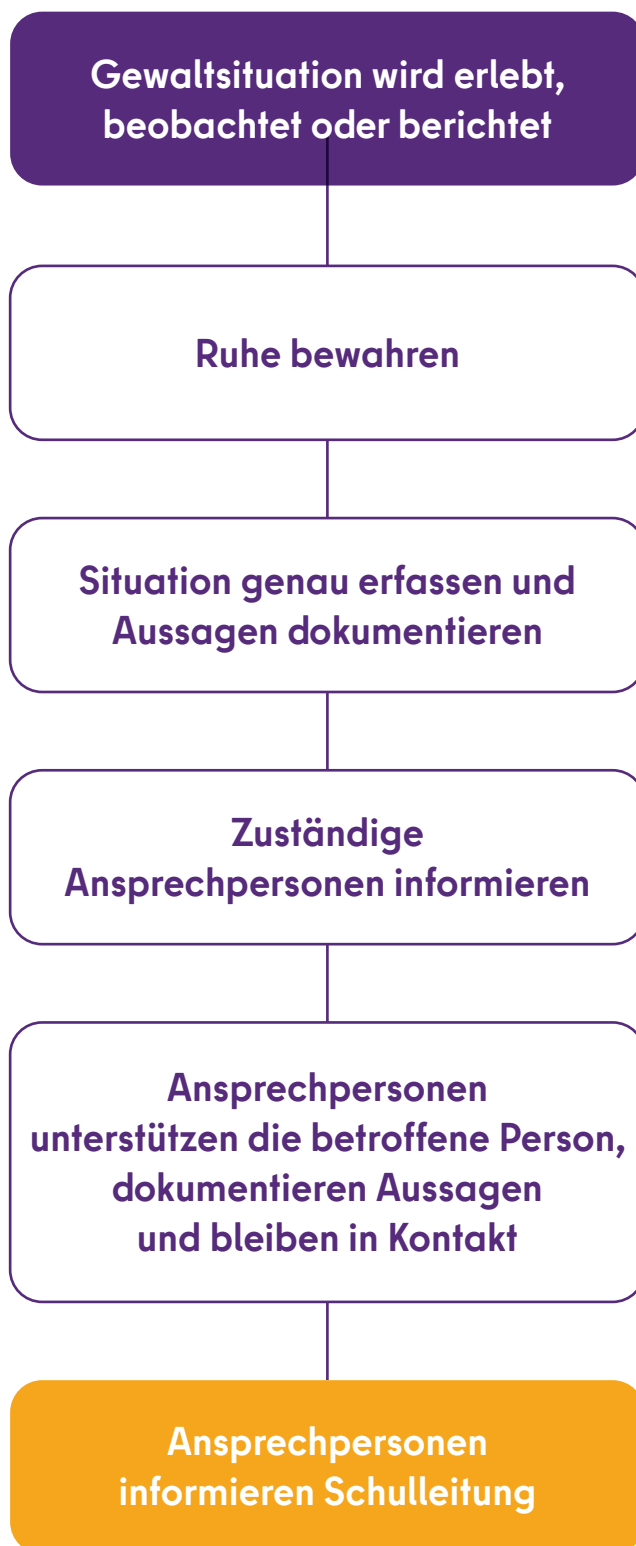 Gewaltsituation wird erlebt,
beobachtet oder berichtet
Ruhe bewahren
Situation genau erfassen und
Aussagen dokumentieren
Zuständige
Ansprechpersonen informieren
Ansprechpersonen
unterstützen die betroffene Person,
dokumentieren Aussagen
und bleiben in Kontakt
Ansprechpersonen
informieren Schulleitung